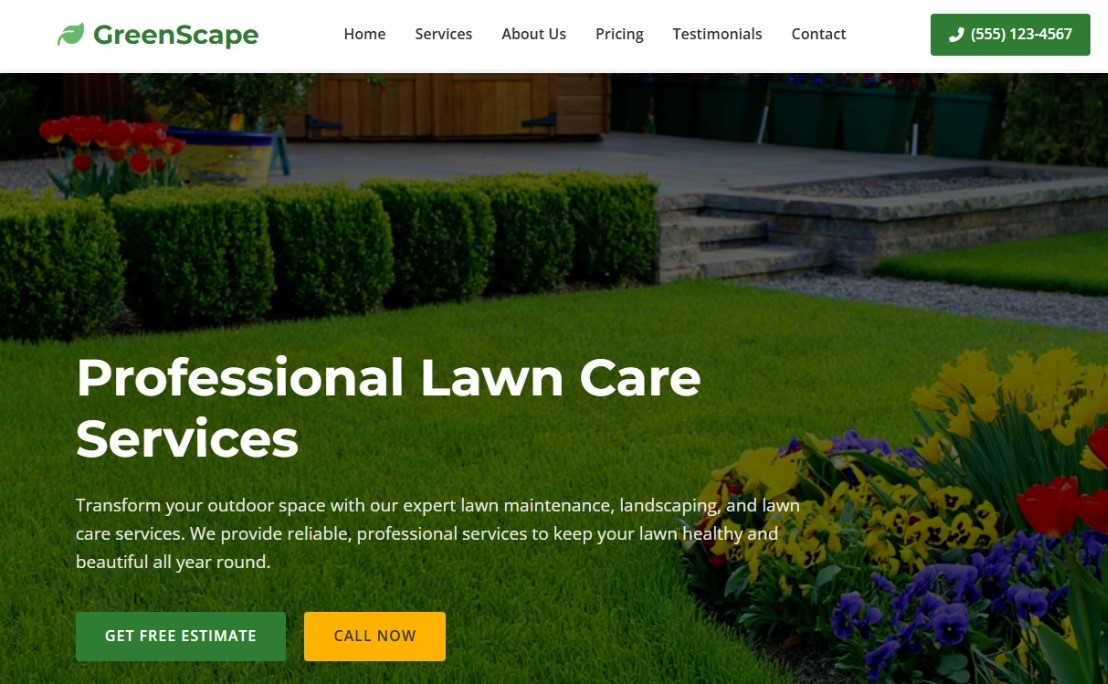 GreenScape
Home
Services
About Us
Pricing
Testimonials
Contact
(555) 123-4567
Professional Lawn Care
Services
Transform your outdoor space with our expert lawn maintenance, landscaping, and lawn
care services. We provide reliable, professional services to keep your lawn healthy and
beautiful all year round.
GET FREE ESTIMATE
CALL NOW